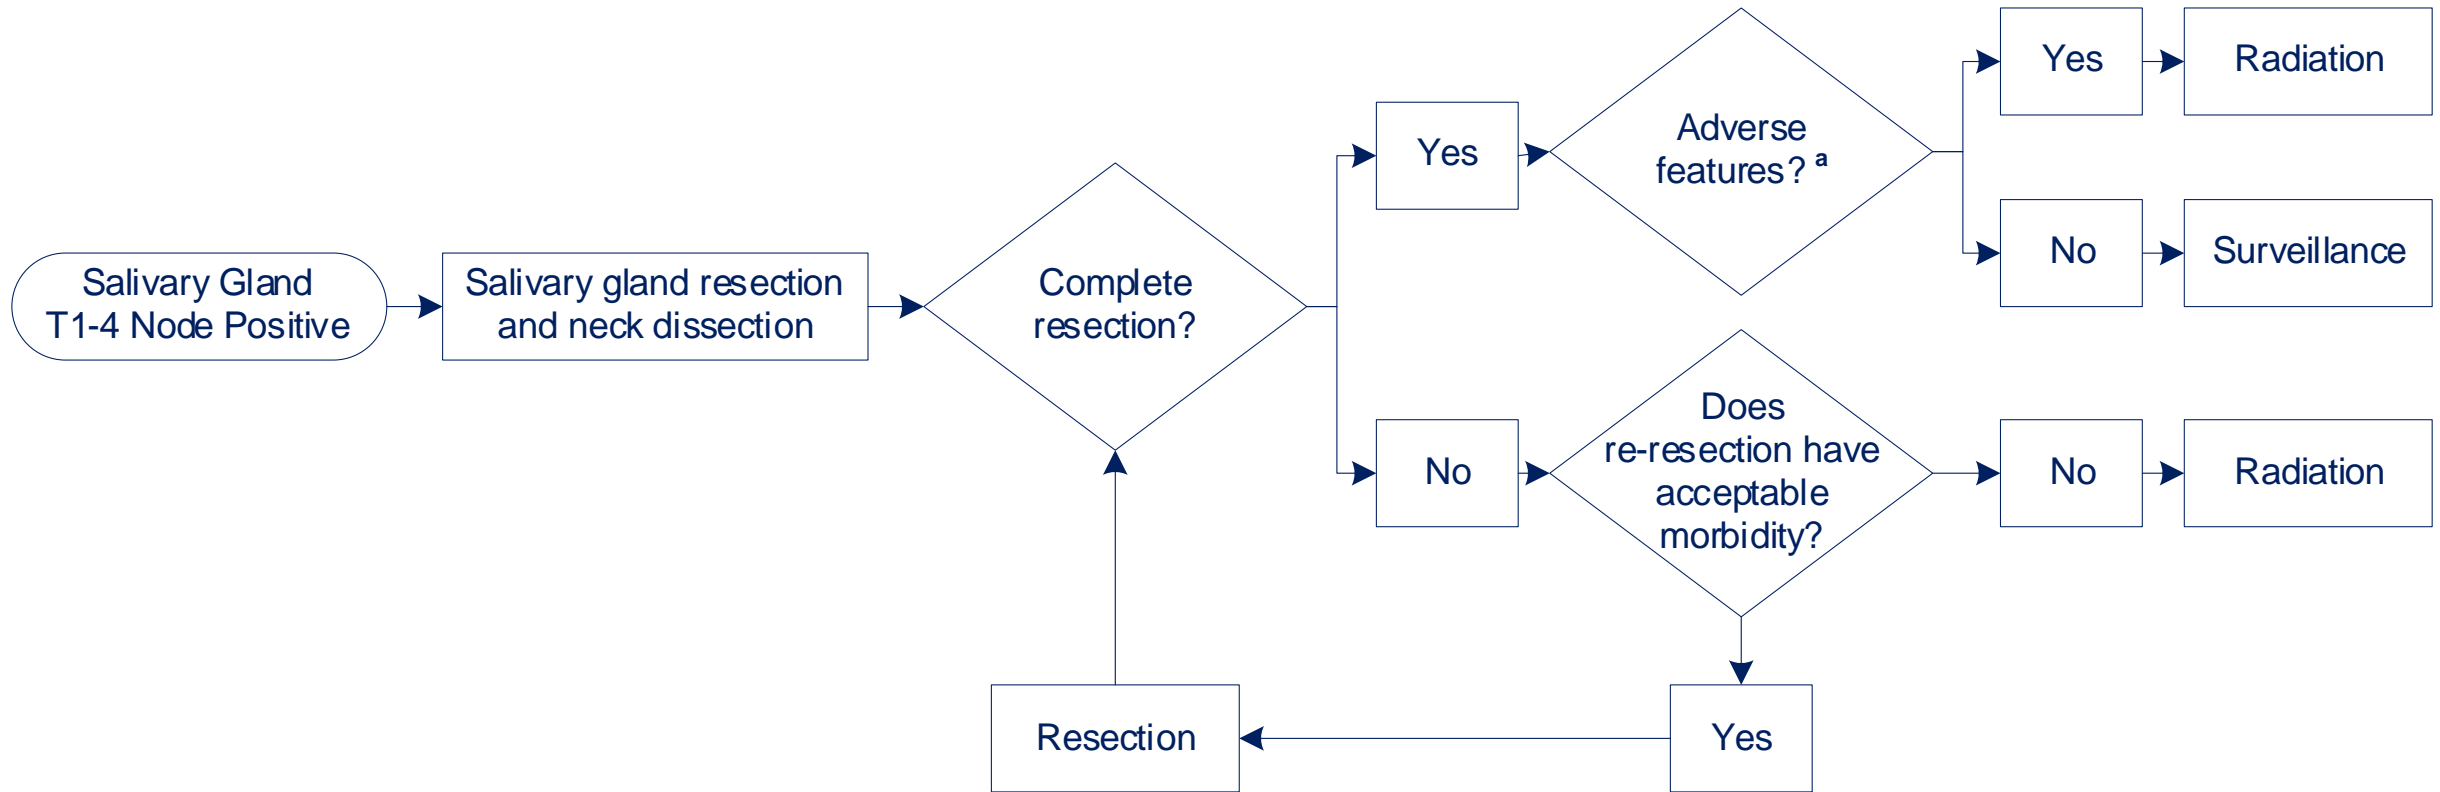 Salivary Gland
T1-4 Node Positive
Salivary gland resection
and neck dissection
Complete
resection?
Yes
Adverse
features? a
Yes
Radiation
No
Surveillance
No
Does
re-resection have
acceptable
morbidity?
No
Radiation
Yes
Resection